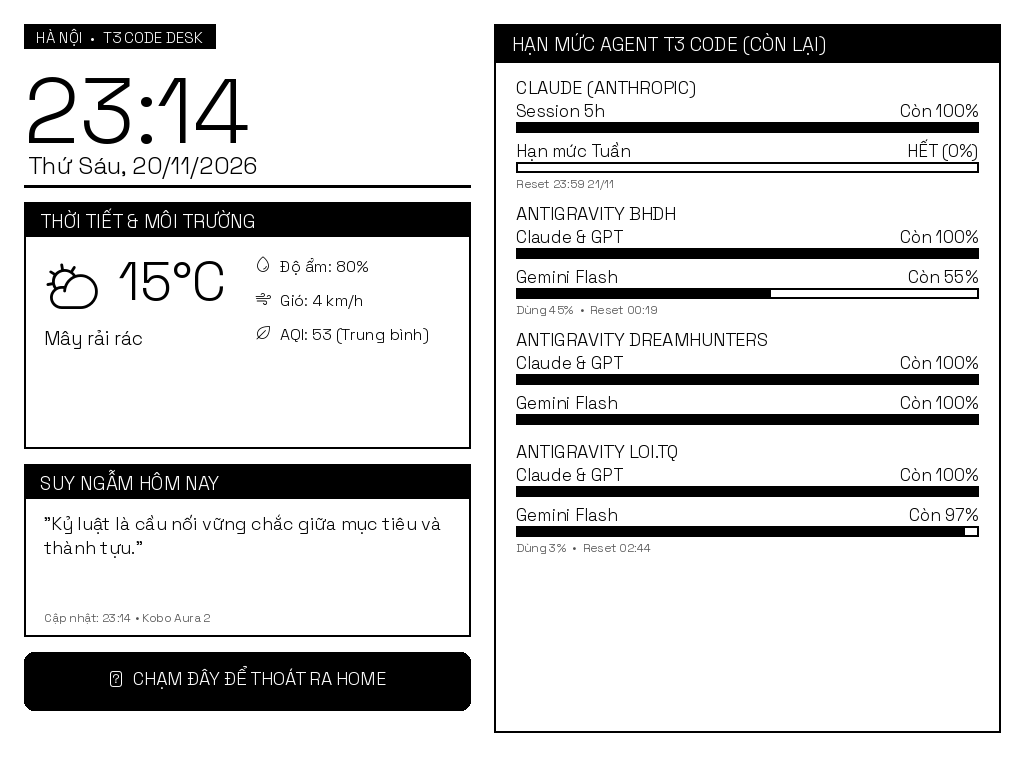 HÀ NỘI • T3 CODE DESK
23:14
Thứ Sáu, 20/11/2026
THỜI TIẾT & MÔI TRƯỜNG
15°C
Mây rải rác
Độ ẩm: 80%
Gió: 4 km/h
AQI: 53 (Trung bình)
SUY NGẪM HÔM NAY
"Kỷ luật là cầu nối vững chắc giữa mục tiêu và
thành tựu."
Cập nhật: 23:14 • Kobo Aura 2
CHẠM ĐÂY ĐỂ THOÁT RA HOME
HẠN MỨC AGENT T3 CODE (CÒN LẠI)
CLAUDE (ANTHROPIC)
Session 5h Còn 100%
Hạn mức Tuần HẾT (0%)
Reset 23:59 21/11
ANTIGRAVITY BHDH
Claude & GPT Còn 100%
Gemini Flash Còn 55%
Dùng 45% • Reset 00:19
ANTIGRAVITY DREAMHUNTERS
Claude & GPT Còn 100%
Gemini Flash Còn 100%
ANTIGRAVITY LOI.TQ
Claude & GPT Còn 100%
Gemini Flash Còn 97%
Dùng 3% • Reset 02:44